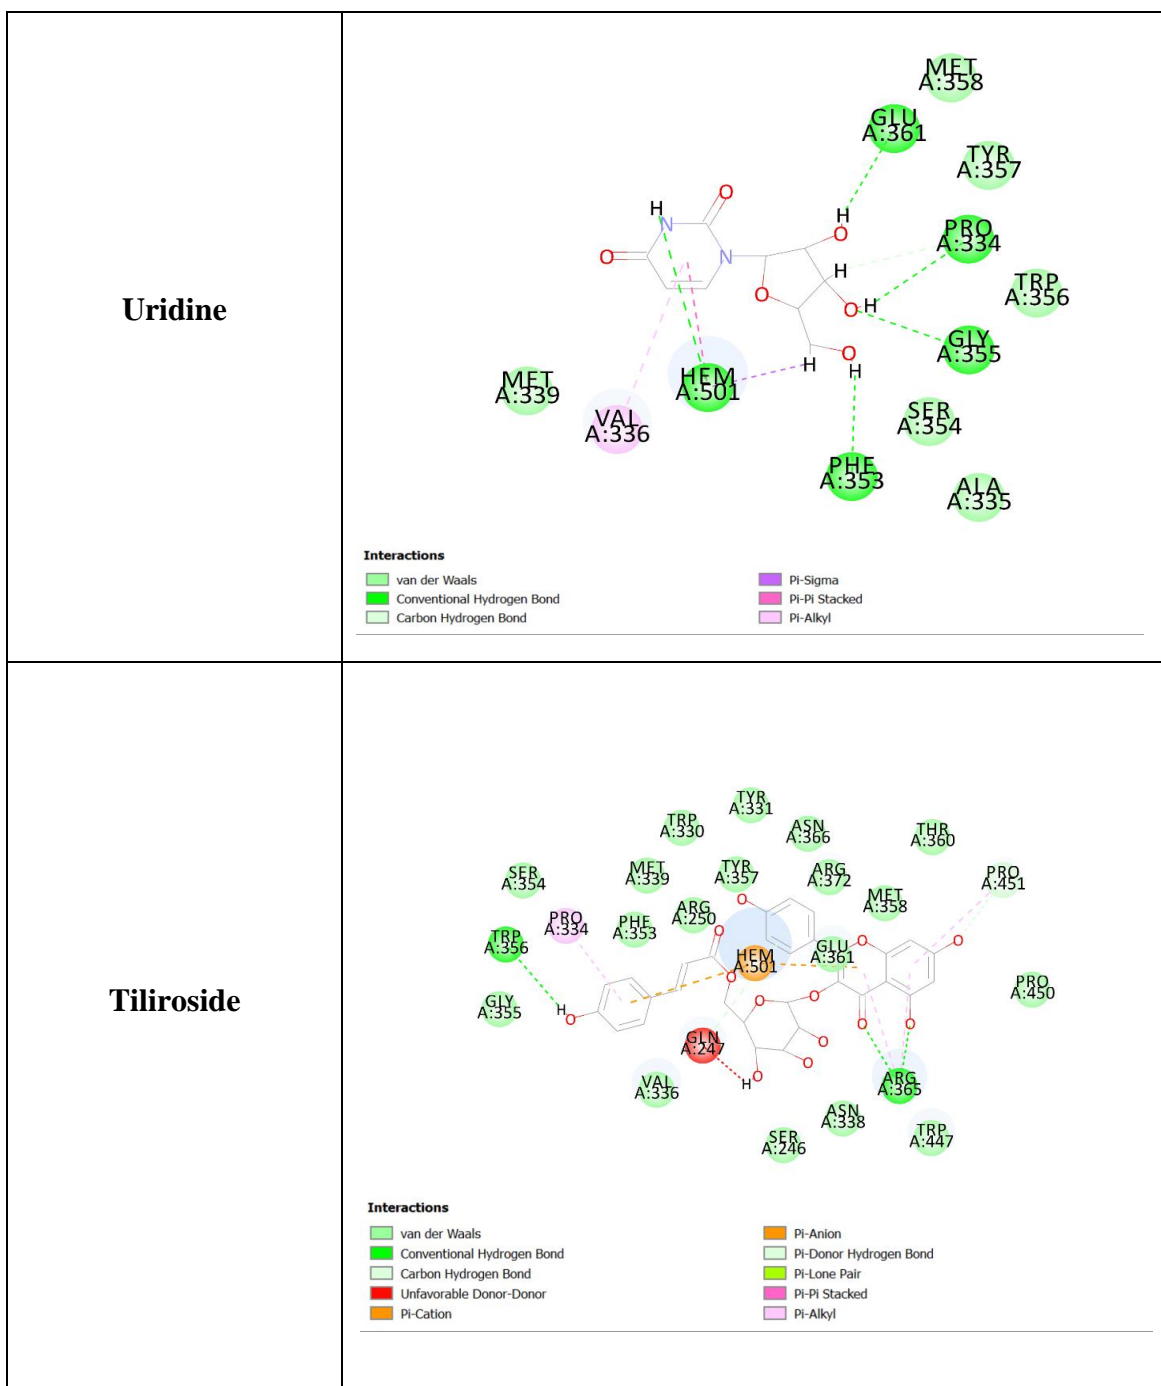 Uridine
MET
A:358
GLU
A:361
TYR
A:357
H
O
N
H
O
PRO
A:334
O
N
H
TRP
A:356
O
O
H
GLY
A:355
O
H
H
MET
A:339
HEM
A:501
VAL
A:336
SER
A:354
PHE
A:353
ALA
A:335
Interactions
van der Waals
Conventional Hydrogen Bond
Carbon Hydrogen Bond
Pi-Sigma
Pi-Pi Stacked
Pi-Alkyl
Tiliroside
TYR
A:331
TRP
A:330
ASN
A:366
THR
A:360
SER
A:354
MET
A:339
TYR
A:357
ARG
A:372
PRO
A:451
O
MET
A:358
PRO
A:334
PHE
A:353
ARG
A:250
TRP
A:356
O
HEM
A:501
GLU
A:361
O
O
O
PRO
A:450
GLY
A:355
H
O
O
O
O
O
GLN
A:247
O
O
O
H
VAL
A:336
ARG
A:365
ASN
A:338
SER
A:246
TRP
A:447
Interactions
van der Waals
Conventional Hydrogen Bond
Carbon Hydrogen Bond
Unfavorable Donor-Donor
Pi-Cation
Pi-Anion
Pi-Donor Hydrogen Bond
Pi-Lone Pair
Pi-Pi Stacked
Pi-Alkyl